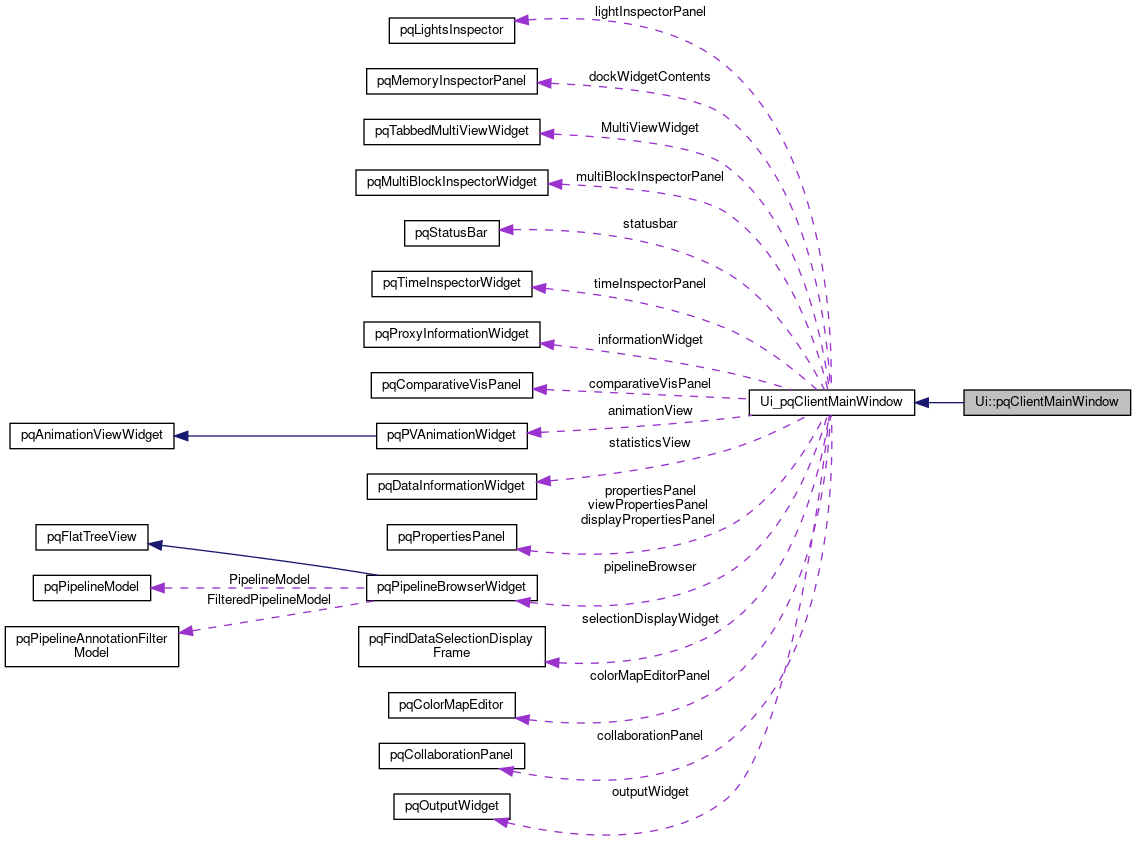 lightInspectorPanel
pqLightsInspector
dockWidgetContents
pqMemoryInspectorPanel
MultiViewWidget
pqTabbedMultiViewWidget
multiBlockInspectorPanel
pqMultiBlockInspectorWidget
statusbar
pqStatusBar
timeInspectorPanel
pqTimeInspectorWidget
informationWidget
pqProxyInformationWidget
comparativeVisPanel
pqComparativeVisPanel
Ui_pqClientMainWindow
Ui::pqClientMainWindow
animationView
pqAnimationViewWidget
pqPVAnimationWidget
statisticsView
pqDataInformationWidget
propertiesPanel
viewPropertiesPanel
displayPropertiesPanel
pqFlatTreeView
pqPropertiesPanel
pipelineBrowser
pqPipelineModel
PipelineModel
pqPipelineBrowserWidget
FilteredPipelineModel
selectionDisplayWidget
pqPipelineAnnotationFilter
Model
pqFindDataSelectionDisplay
Frame
colorMapEditorPanel
pqColorMapEditor
collaborationPanel
pqCollaborationPanel
outputWidget
pqOutputWidget